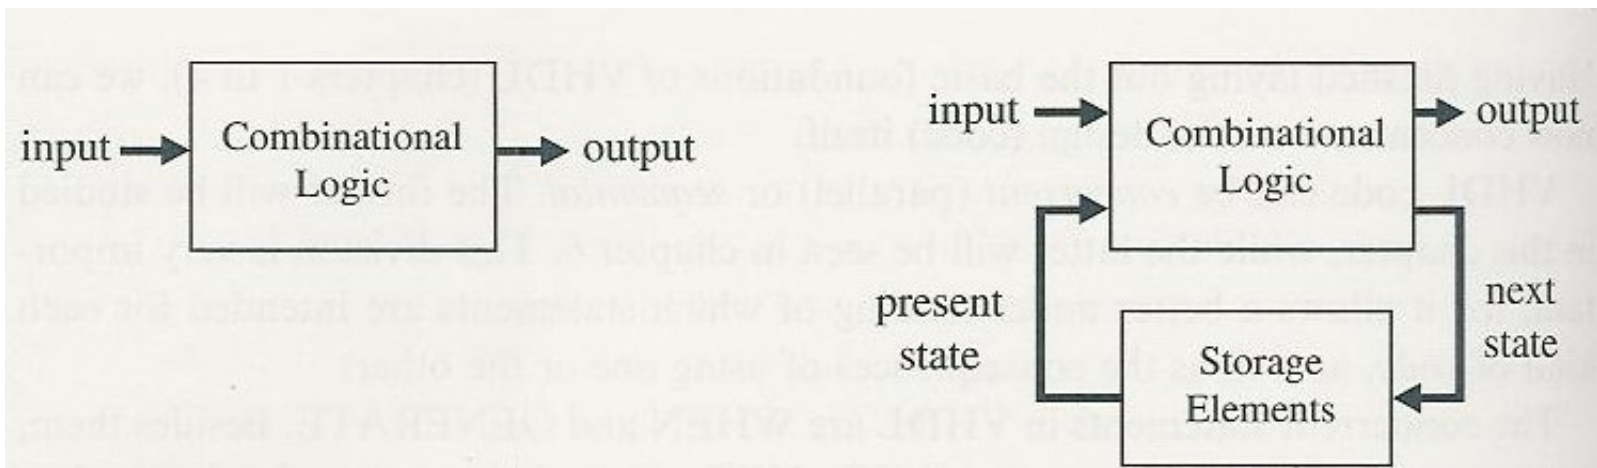 input
Combinational
Logic
output
input
Combinational
Logic
output
present
state
next
state
Storage
Elements